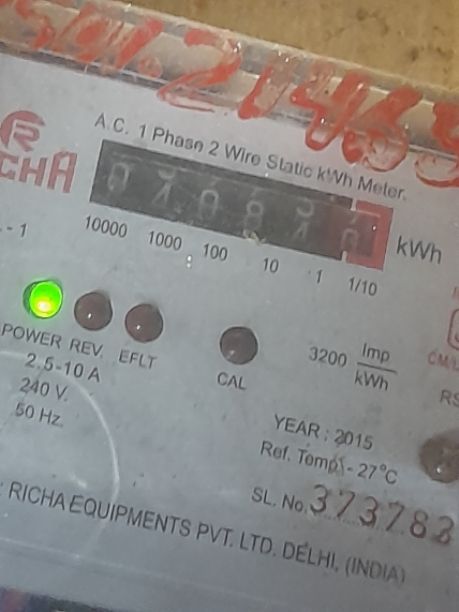 RICHA
A.C. 1 Phase 2 Wire Static kWh Meter.
kWh
10000 1000 100 10 1 1/10
POWER REV. EFLT
CAL
3200 Imp/kWh
2.5-10 A
240 V.
50 Hz.
YEAR : 2015
Ref. Temp. - 27°C
SL. No. 373782
: RICHA EQUIPMENTS PVT. LTD. DELHI, (INDIA)